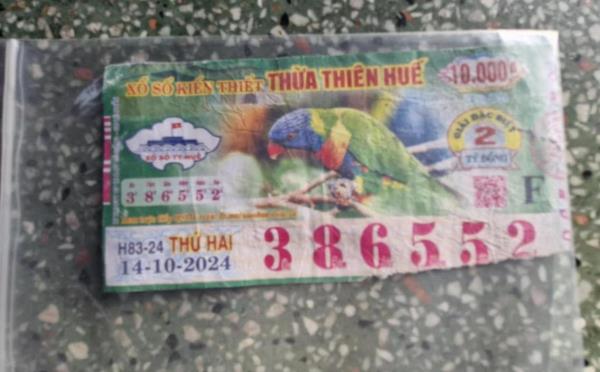 XỔ SỐ KIẾN THIẾT THỪA THIÊN HUẾ
10.000đ
GIẢI ĐẶC BIỆT
2
TỶ ĐỒNG
XỔ SỐ TT-HUẾ
3 8 6 5 5 2
F
H83-24 THỨ HAI
14-10-2024
386552